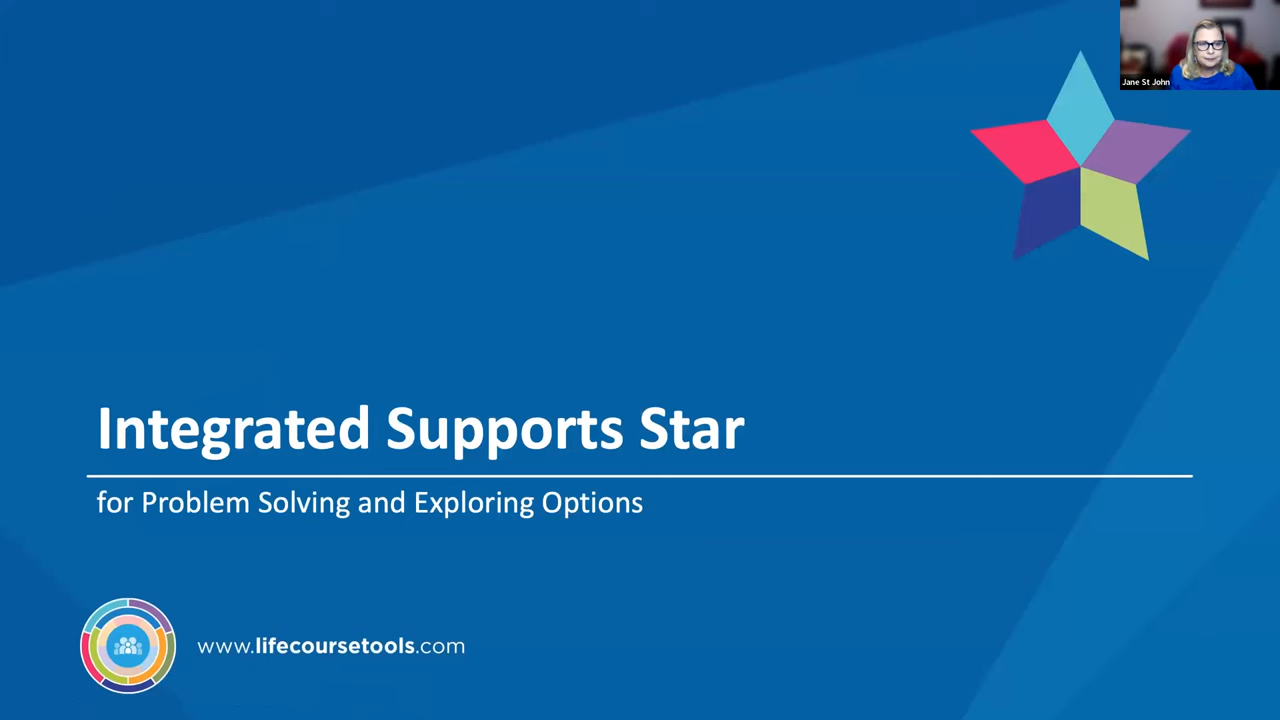 Jane St John
Integrated Supports Star
for Problem Solving and Exploring Options
www.lifecoursetools.com